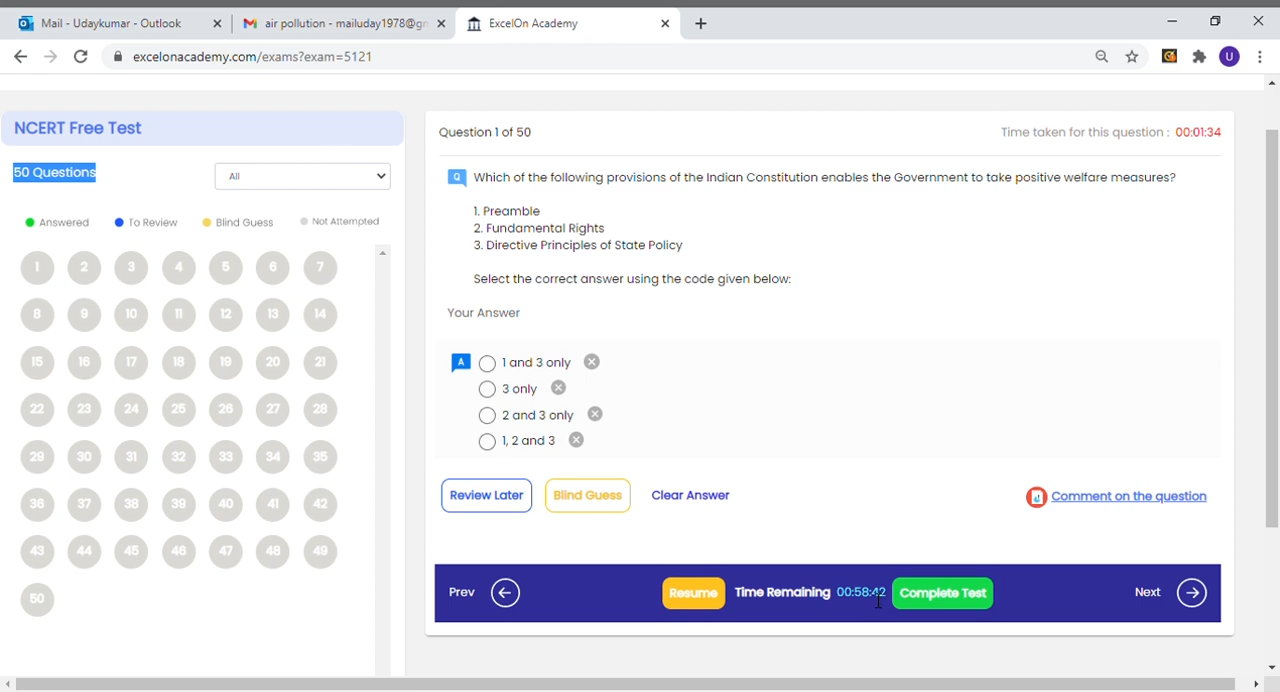 Mail - Udaykumar - Outlook
air pollution - mailuday1978@gm
ExcelOn Academy
excelonacademy.com/exams?exam=5121
U
NCERT Free Test
50 Questions
All
Answered
To Review
Blind Guess
Not Attempted
1 2 3 4 5 6 7
8 9 10 11 12 13 14
15 16 17 18 19 20 21
22 23 24 25 26 27 28
29 30 31 32 33 34 35
36 37 38 39 40 41 42
43 44 45 46 47 48 49
50
Question 1 of 50
Time taken for this question : 00:01:34
Q Which of the following provisions of the Indian Constitution enables the Government to take positive welfare measures?
1. Preamble
2. Fundamental Rights
3. Directive Principles of State Policy
Select the correct answer using the code given below:
Your Answer
A 1 and 3 only
3 only
2 and 3 only
1, 2 and 3
Review Later
Blind Guess
Clear Answer
Comment on the question
Prev
Resume
Time Remaining 00:58:42
Complete Test
Next